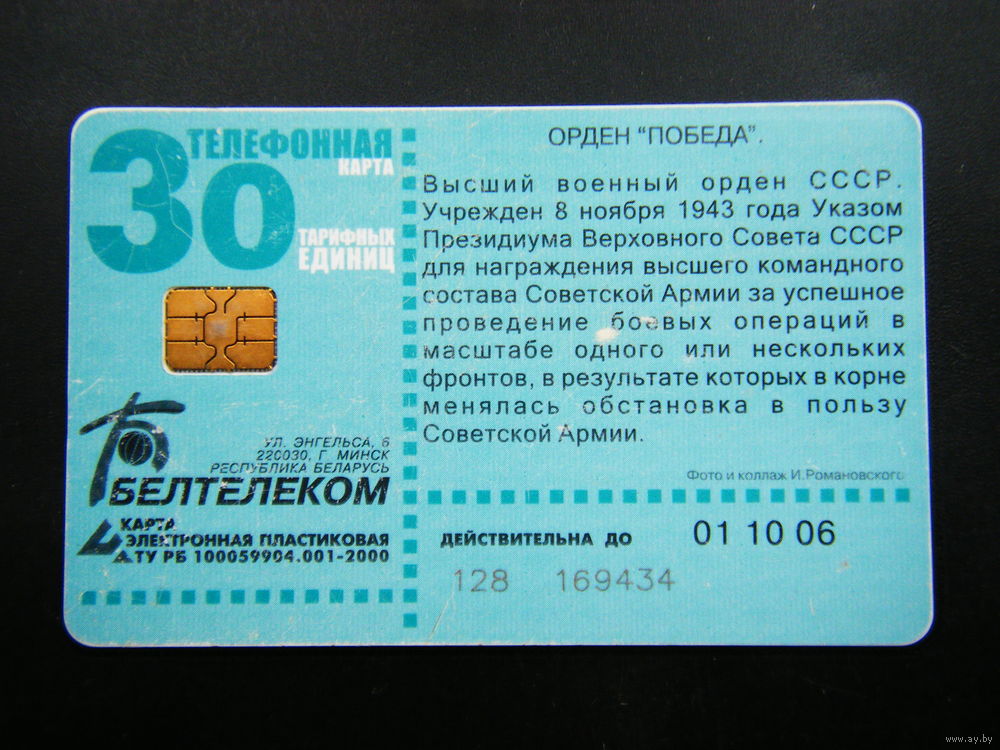 30
ТЕЛЕФОННАЯ
КАРТА
ТАРИФНЫХ
ЕДИНИЦ
УЛ. ЭНГЕЛЬСА, 6
220030, Г. МИНСК
РЕСПУБЛИКА БЕЛАРУСЬ
БЕЛТЕЛЕКОМ
КАРТА
ЭЛЕКТРОННАЯ ПЛАСТИКОВАЯ
ТУ РБ 100059904.001-2000
ОРДЕН "ПОБЕДА".
Высший военный орден СССР.
Учрежден 8 ноября 1943 года Указом
Президиума Верховного Совета СССР
для награждения высшего командного
состава Советской Армии за успешное
проведение боевых операций в
масштабе одного или нескольких
фронтов, в результате которых в корне
менялась обстановка в пользу
Советской Армии.
Фото и коллаж И.Романовского
ДЕЙСТВИТЕЛЬНА ДО 01 10 06
128 169434
www.ay.by